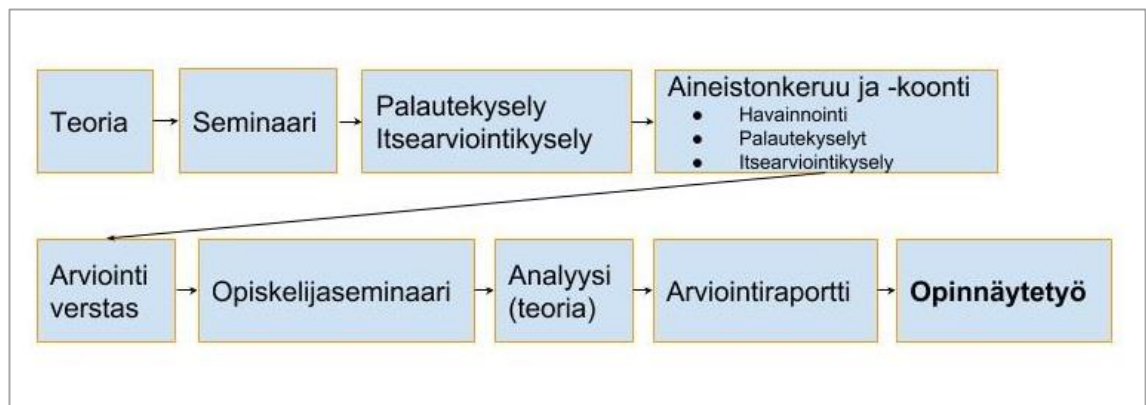 Teoria
Seminaari
Palautekysely
Itsearviointikysely
Aineistonkeruu ja -koonti
● Havainnointi
● Palautekyselyt
● Itsearviointikysely
Arviointi
verstas
Opiskelijaseminaari
Analyysi
(teoria)
Arviointiraportti
Opinnäytetyö